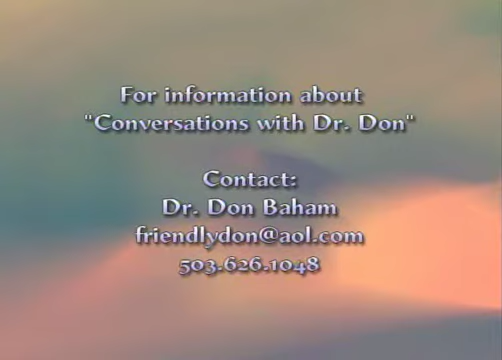 For information about
"Conversations with Dr. Don"
Contact:
Dr. Don Baham
friendlydon@aol.com
503.626.1048